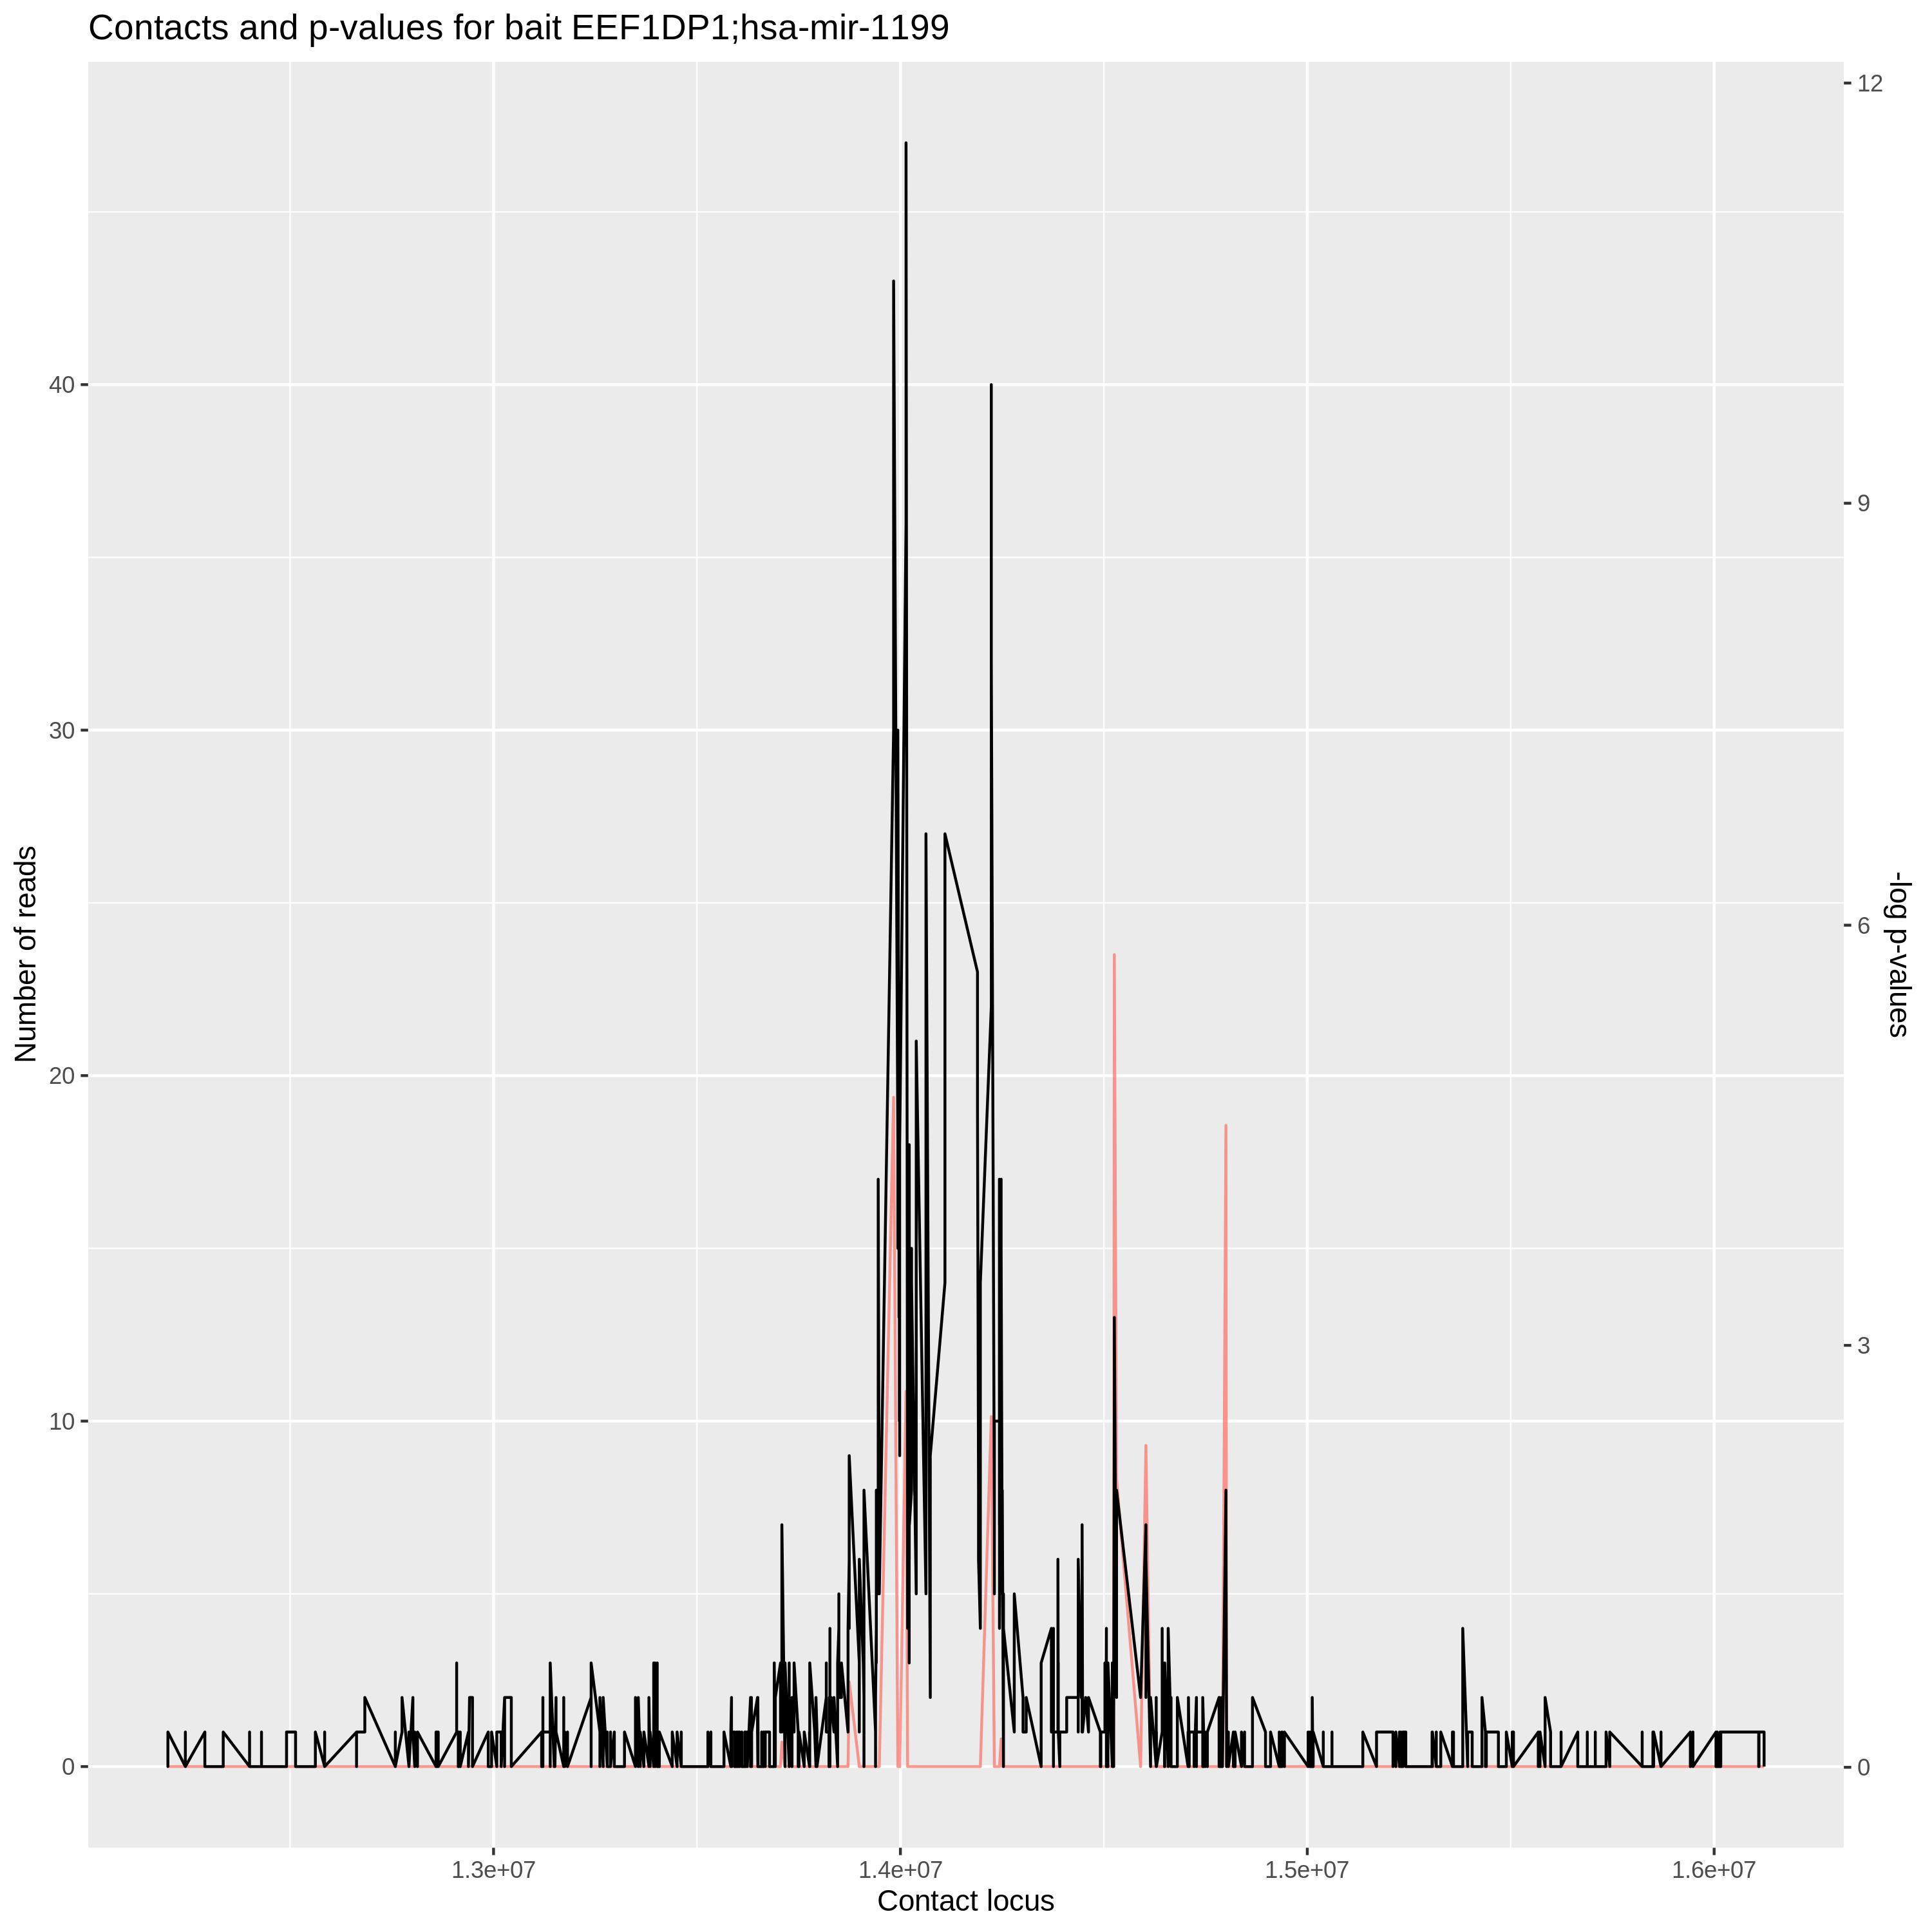 Contacts and p-values for bait EEF1DP1;hsa-mir-1199
12
9
6
3
0
-log p-values
40
30
20
10
0
Number of reads
1.3e+07
1.4e+07
1.5e+07
1.6e+07
Contact locus